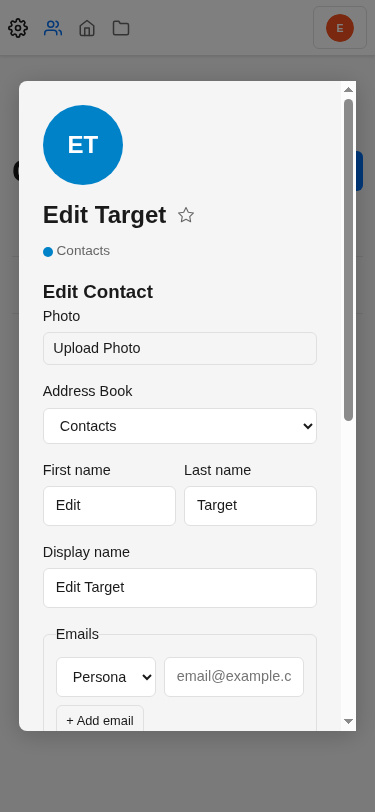 E
ET
Edit Target
Contacts
Edit Contact
Photo
Upload Photo
Address Book
Contacts
First name Last name
Edit Target
Display name
Edit Target
Emails
Persona email@example.c
+ Add email